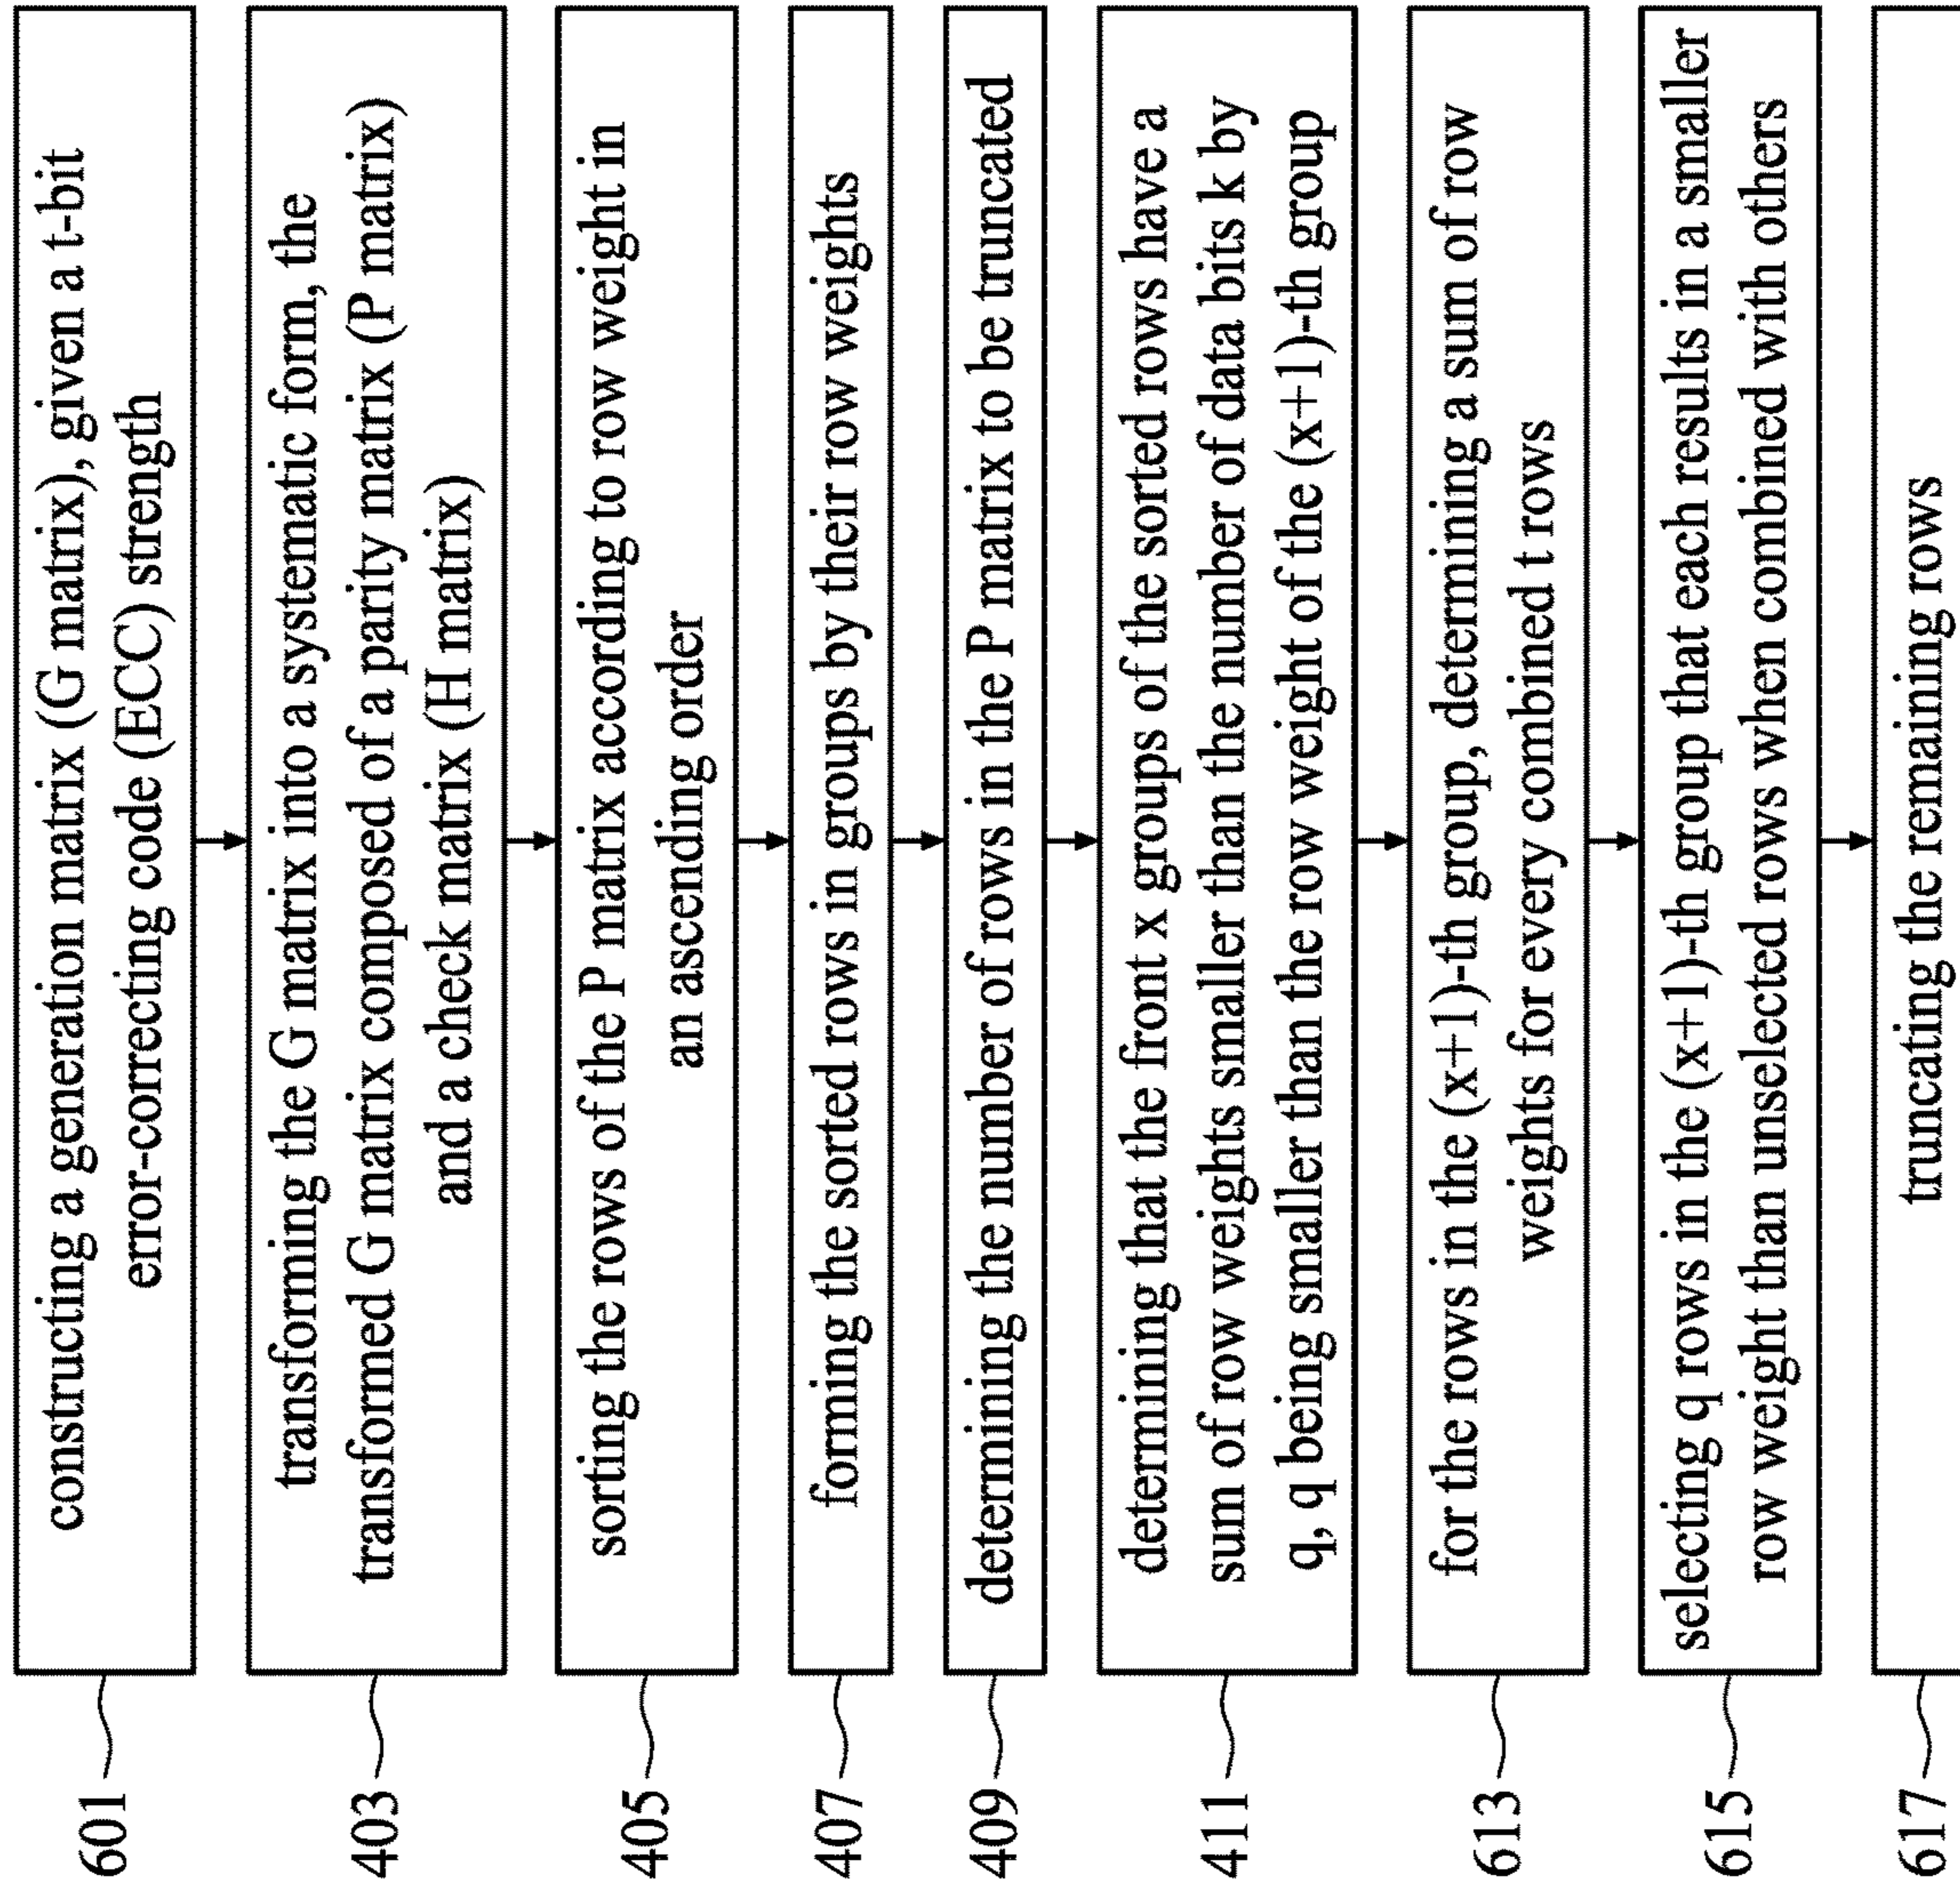 601
constructing a generation matrix (G matrix), given a t-bit
error-correcting code (ECC) strength
403
transforming the G matrix into a systematic form, the
transformed G matrix composed of a parity matrix (P matrix)
and a check matrix (H matrix)
405
sorting the rows of the P matrix according to row weight in
an ascending order
407
forming the sorted rows in groups by their row weights
409
determining the number of rows in the P matrix to be truncated
411
determining that the front x groups of the sorted rows have a
sum of row weights smaller than the number of data bits k by
q, q being smaller than the row weight of the (x+1)-th group
613
for the rows in the (x+1)-th group, determining a sum of row
weights for every combined t rows
615
selecting q rows in the (x+1)-th group that each results in a smaller
row weight than unselected rows when combined with others
617
truncating the remaining rows